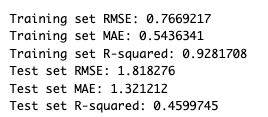 Training set RMSE: 0.7669217
Training set MAE: 0.5436341
Training set R-squared: 0.9281708
Test set RMSE: 1.818276
Test set MAE: 1.321212
Test set R-squared: 0.4599745